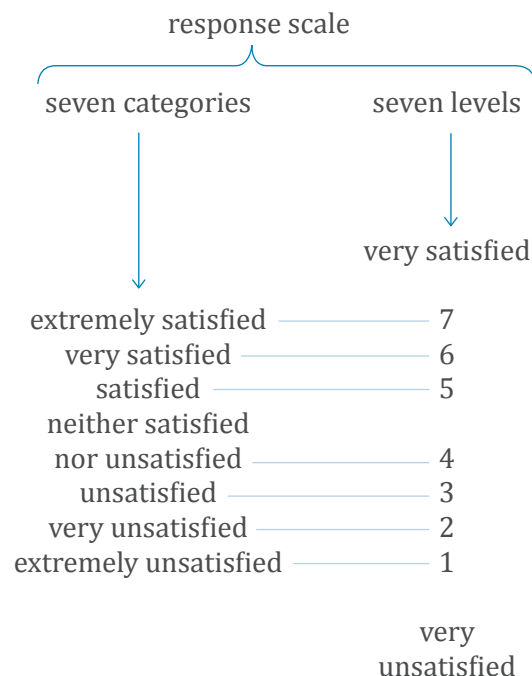 response scale
seven categories seven levels
very satisfied
extremely satisfied 7
very satisfied 6
satisfied 5
neither satisfied
nor unsatisfied 4
unsatisfied 3
very unsatisfied 2
extremely unsatisfied 1
very
unsatisfied